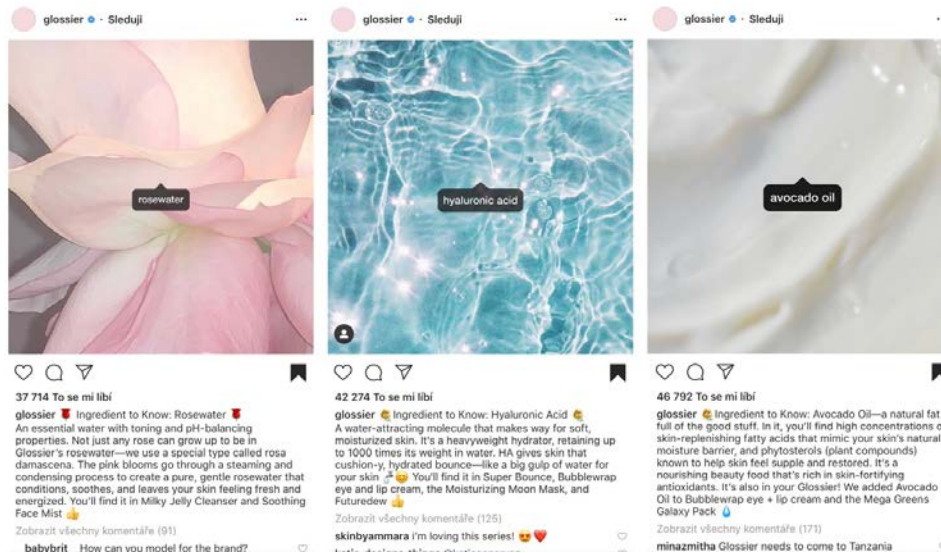 glossier · Sleduji
rosewater
37 714 To se mi líbí
glossier Ingredient to Know: Rosewater
An essential water with toning and pH-balancing
properties. Not just any rose can grow up to be in
Glossier's rosewater—we use a special type called rosa
damascena. The pink blooms go through a steaming and
condensing process to create a pure, gentle rosewater that
conditions, soothes, and leaves your skin feeling fresh and
energized. You'll find it in Milky Jelly Cleanser and Soothing
Face Mist
Zobrazit všechny komentáře (91)
babybrit How can you model for the brand?
glossier · Sleduji
hyaluronic acid
42 274 To se mi líbí
glossier Ingredient to Know: Hyaluronic Acid
A water-attracting molecule that makes way for soft,
moisturized skin. It's a heavyweight hydrator, retaining up
to 1000 times its weight in water. HA gives skin that
cushion-y, hydrated bounce—like a big gulp of water for
your skin You'll find it in Super Bounce, Bubblewrap
eye and lip cream, the Moisturizing Moon Mask, and
Futuredew
Zobrazit všechny komentáře (125)
skinbyammara i'm loving this series!
glossier · Sleduji
avocado oil
46 792 To se mi líbí
glossier Ingredient to Know: Avocado Oil—a natural fat
full of the good stuff. In it, you'll find high concentrations o
skin-replenishing fatty acids that mimic your skin's natural
moisture barrier, and phytosterols (plant compounds)
known to help skin feel supple and restored. It's a
nourishing beauty food that's rich in skin-fortifying
antioxidants. It's also in your Glossier! We added Avocado
Oil to Bubblewrap eye + lip cream and the Mega Greens
Galaxy Pack
Zobrazit všechny komentáře (171)
minazmitha Glossier needs to come to Tanzania